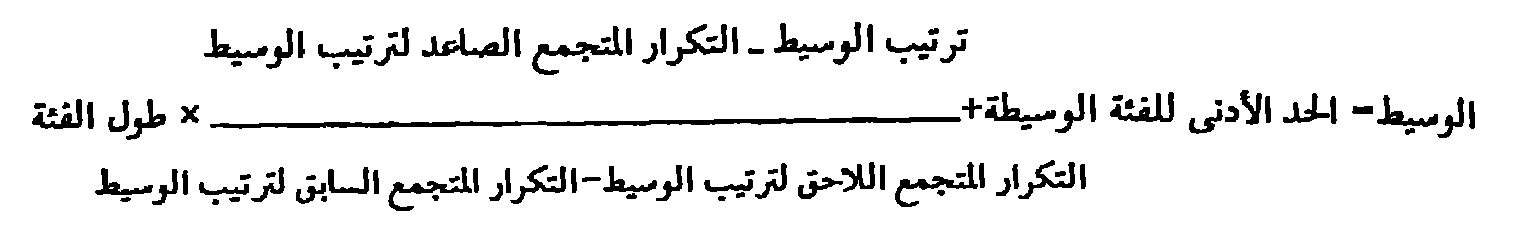 ترتيب الوسيط ـ التكرار المتجمع الصاعد لترتيب الوسيط
الوسيط= الحد الأدنى للفئة الوسيطة+ ــــــــــــــــــــ × طول الفئة
التكرار المتجمع اللاحق لترتيب الوسيط–التكرار المتجمع السابق لترتيب الوسيط